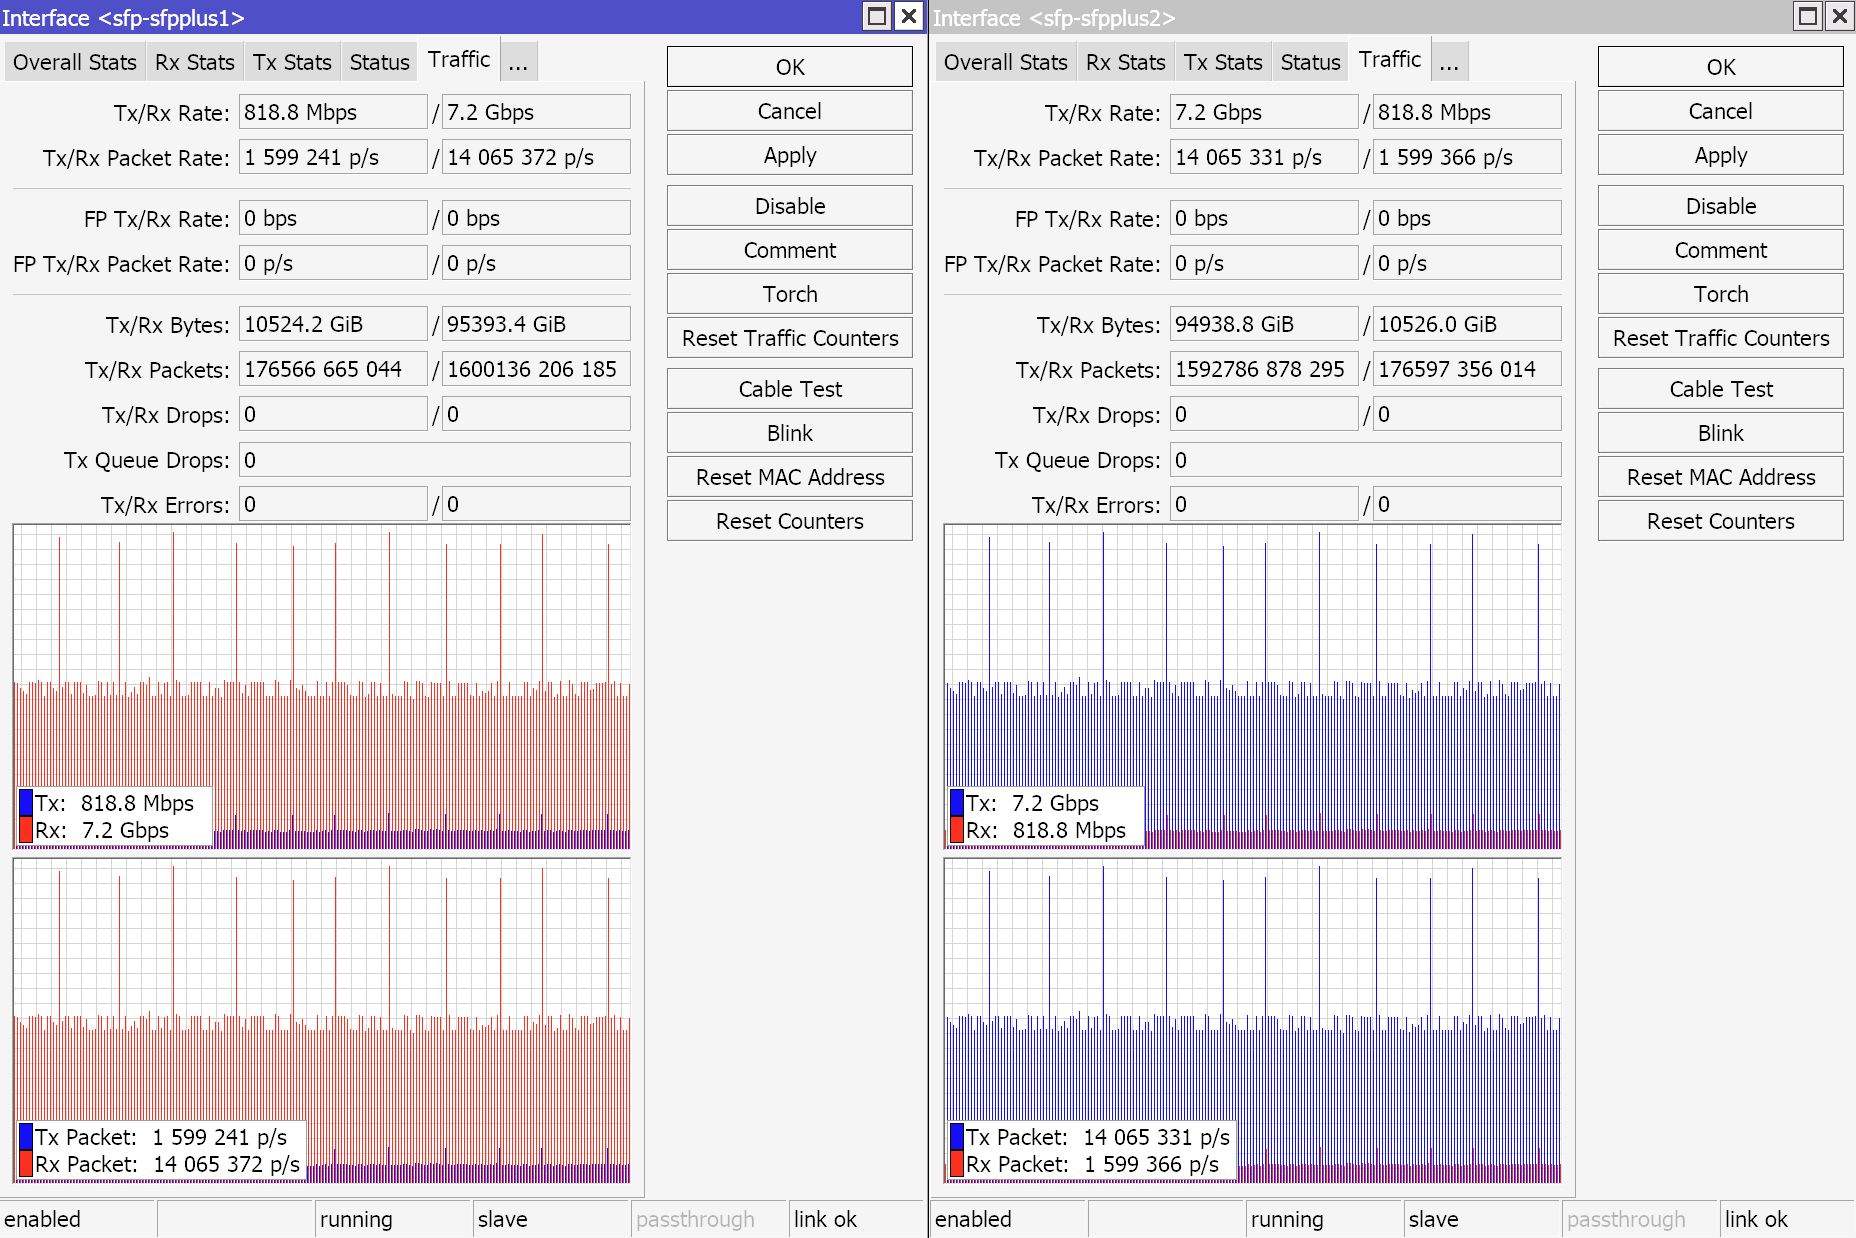 Interface <sfp-sfpplus1>
Overall Stats Rx Stats Tx Stats Status Traffic ...
Tx/Rx Rate: 818.8 Mbps / 7.2 Gbps
Tx/Rx Packet Rate: 1 599 241 p/s / 14 065 372 p/s
FP Tx/Rx Rate: 0 bps / 0 bps
FP Tx/Rx Packet Rate: 0 p/s / 0 p/s
Tx/Rx Bytes: 10524.2 GiB / 95393.4 GiB
Tx/Rx Packets: 176566 665 044 / 1600136 206 185
Tx/Rx Drops: 0 / 0
Tx Queue Drops: 0
Tx/Rx Errors: 0 / 0
Tx: 818.8 Mbps
Rx: 7.2 Gbps
Tx Packet: 1 599 241 p/s
Rx Packet: 14 065 372 p/s
OK
Cancel
Apply
Disable
Comment
Torch
Reset Traffic Counters
Cable Test
Blink
Reset MAC Address
Reset Counters
enabled running slave passthrough link ok
Interface <sfp-sfpplus2>
Overall Stats Rx Stats Tx Stats Status Traffic ...
Tx/Rx Rate: 7.2 Gbps / 818.8 Mbps
Tx/Rx Packet Rate: 14 065 331 p/s / 1 599 366 p/s
FP Tx/Rx Rate: 0 bps / 0 bps
FP Tx/Rx Packet Rate: 0 p/s / 0 p/s
Tx/Rx Bytes: 94938.8 GiB / 10526.0 GiB
Tx/Rx Packets: 1592786 878 295 / 176597 356 014
Tx/Rx Drops: 0 / 0
Tx Queue Drops: 0
Tx/Rx Errors: 0 / 0
Tx: 7.2 Gbps
Rx: 818.8 Mbps
Tx Packet: 14 065 331 p/s
Rx Packet: 1 599 366 p/s
OK
Cancel
Apply
Disable
Comment
Torch
Reset Traffic Counters
Cable Test
Blink
Reset MAC Address
Reset Counters
enabled running slave passthrough link ok